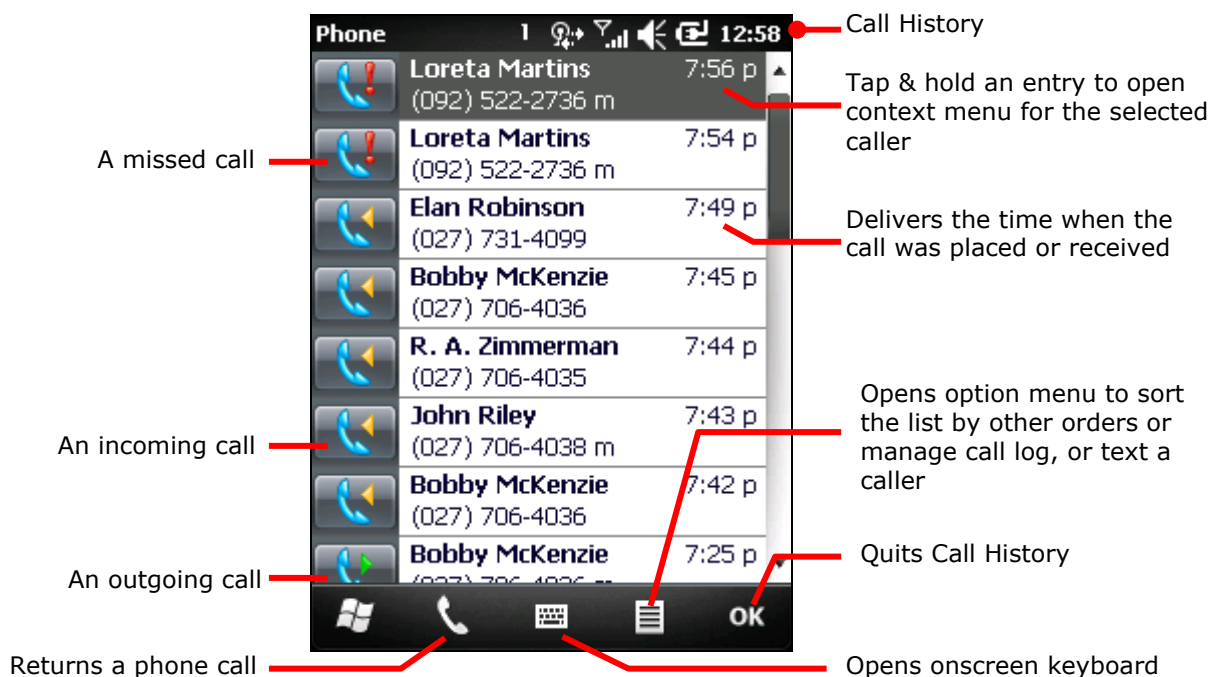 Phone 1 12:58
Call History
Loreta Martins 7:56 p
(092) 522-2736 m
Tap & hold an entry to open
context menu for the selected
caller
A missed call
Loreta Martins 7:54 p
(092) 522-2736 m
Elan Robinson 7:49 p
(027) 731-4099
Delivers the time when the
call was placed or received
Bobby McKenzie 7:45 p
(027) 706-4036
R. A. Zimmerman 7:44 p
(027) 706-4035
Opens option menu to sort
the list by other orders or
manage call log, or text a
caller
An incoming call
John Riley 7:43 p
(027) 706-4038 m
Bobby McKenzie 7:42 p
(027) 706-4036
An outgoing call
Bobby McKenzie 7:25 p
Quits Call History
OK
Returns a phone call
Opens onscreen keyboard